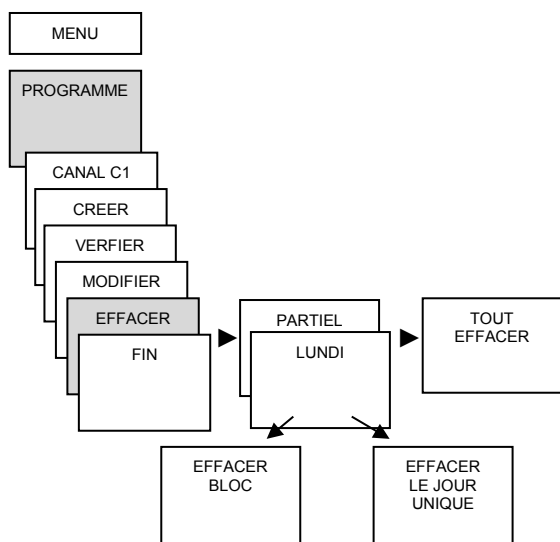 MENU
PROGRAMME
CANAL C1
CREER
VERFIER
MODIFIER
EFFACER
FIN
PARTIEL
LUNDI
TOUT
EFFACER
EFFACER
BLOC
EFFACER
LE JOUR
UNIQUE